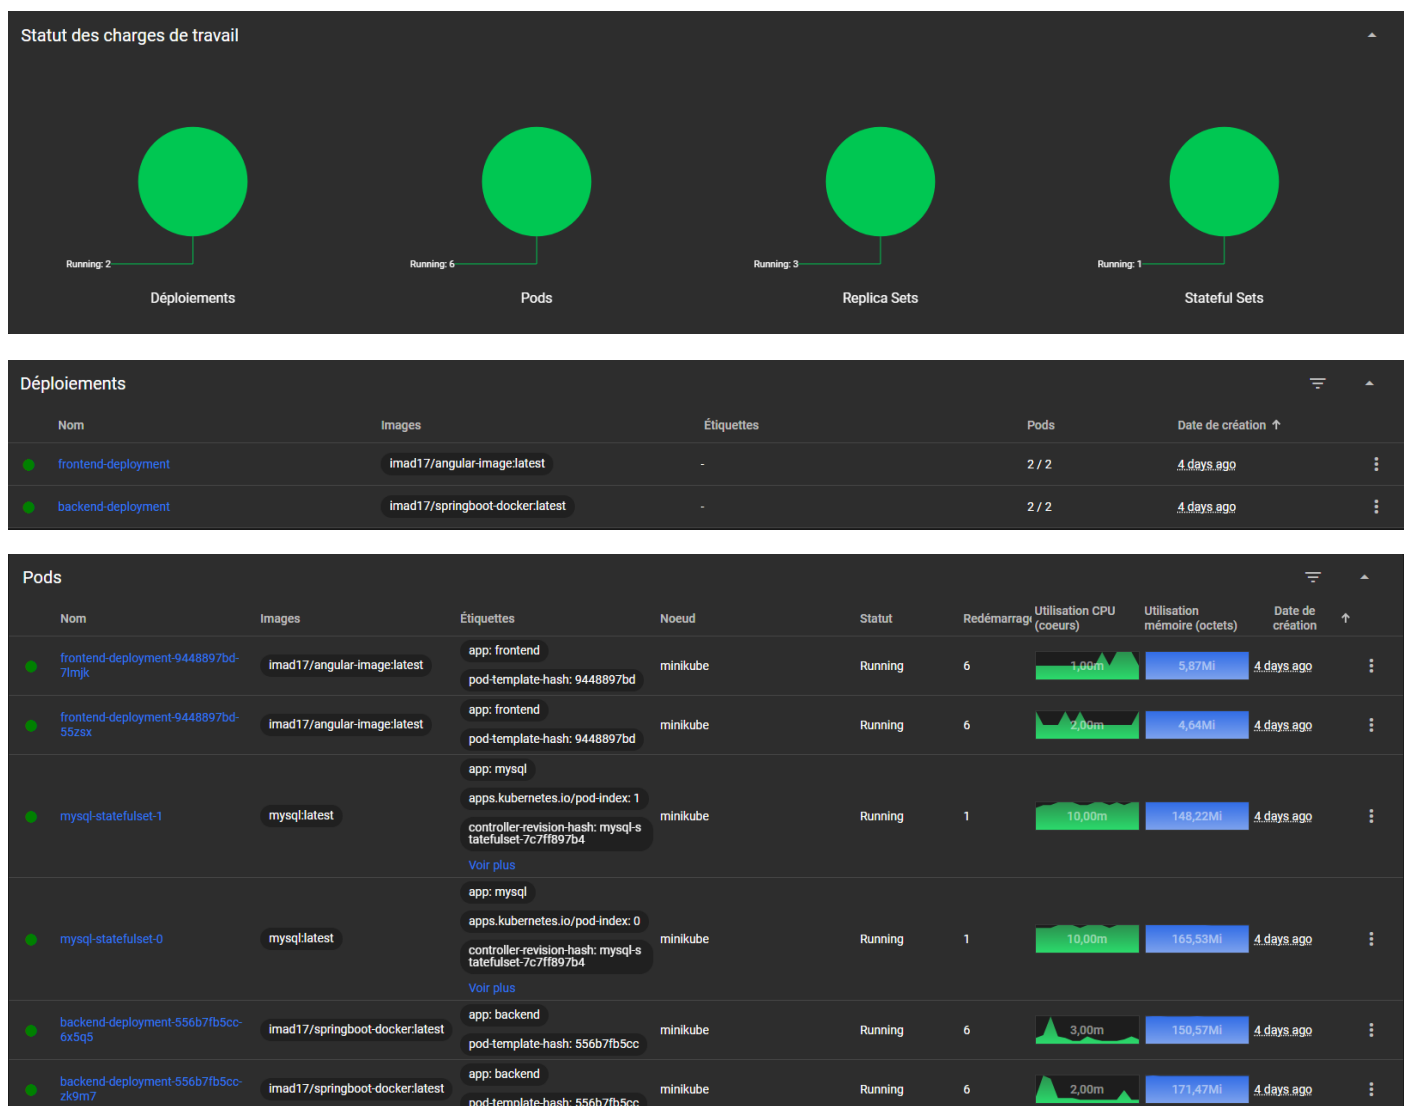 Statut des charges de travail
Running: 2
Running: 6
Running: 3
Running: 1
Déploiements
Pods
Replica Sets
Stateful Sets
Déploiements
Nom
Images
Étiquettes
Pods
Date de création
frontend-deployment
imad17/angular-image:latest
-
2 / 2
4 days ago
backend-deployment
imad17/springboot-docker:latest
-
2 / 2
4 days ago
Pods
Nom
Images
Étiquettes
Noeud
Statut
Redémarrage
Utilisation CPU
(coeurs)
Utilisation
mémoire (octets)
Date de
création
frontend-deployment-9448897bd-
7lmjk
imad17/angular-image:latest
app: frontend
pod-template-hash: 9448897bd
minikube
Running
6
1,00m
5,87Mi
4 days ago
frontend-deployment-9448897bd-
55zsx
imad17/angular-image:latest
app: frontend
pod-template-hash: 9448897bd
minikube
Running
6
2,00m
4,64Mi
4 days ago
mysql-statefulset-1
mysql:latest
app: mysql
apps.kubernetes.io/pod-index: 1
controller-revision-hash: mysql-s
tatefulset-7c7ff897b4
Voir plus
minikube
Running
1
10,00m
148,22Mi
4 days ago
mysql-statefulset-0
mysql:latest
app: mysql
apps.kubernetes.io/pod-index: 0
controller-revision-hash: mysql-s
tatefulset-7c7ff897b4
Voir plus
minikube
Running
1
10,00m
165,53Mi
4 days ago
backend-deployment-556b7fb5cc-
6x5q5
imad17/springboot-docker:latest
app: backend
pod-template-hash: 556b7fb5cc
minikube
Running
6
3,00m
150,57Mi
4 days ago
backend-deployment-556b7fb5cc-
zk9m7
imad17/springboot-docker:latest
app: backend
pod-template-hash: 556b7fb5cc
minikube
Running
6
2,00m
171,47Mi
4 days ago